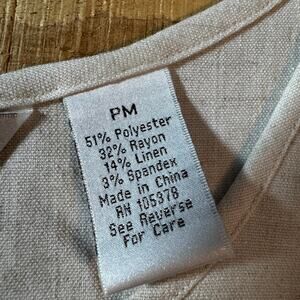 PM
51% Polyester
32% Rayon
14% Linen
3% Spandex
Made in China
RN 105378
See Reverse
For Care